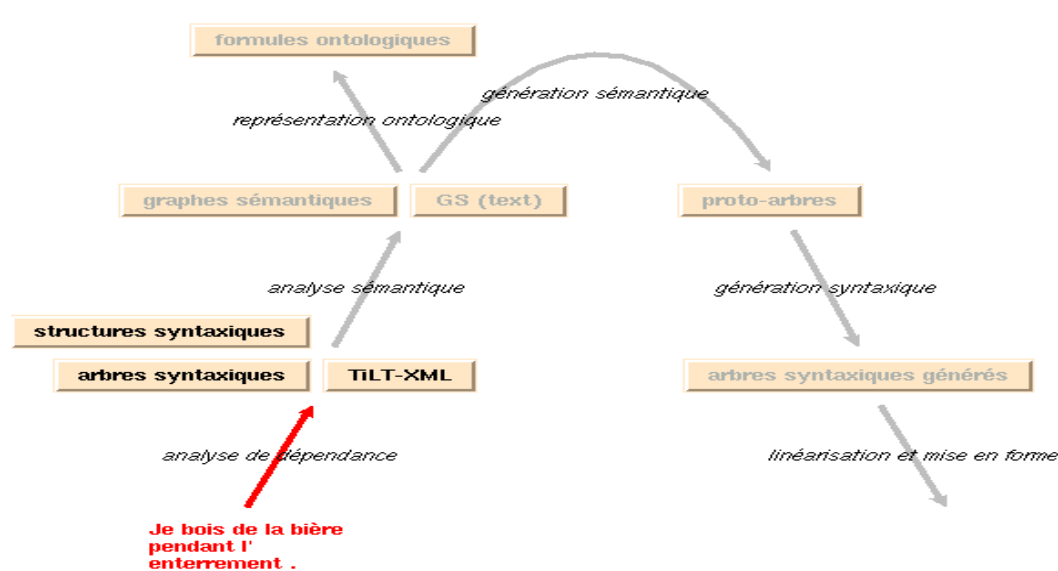 formules ontologiques
génération sémantique
représentation ontologique
graphes sémantiques
GS (text)
proto-arbres
analyse sémantique
génération syntaxique
structures syntaxiques
arbres syntaxiques
TiLT-XML
arbres syntaxiques générés
analyse de dépendance
linéarisation et mise en forme
Je bois de la bière
pendant l'
enterrement .